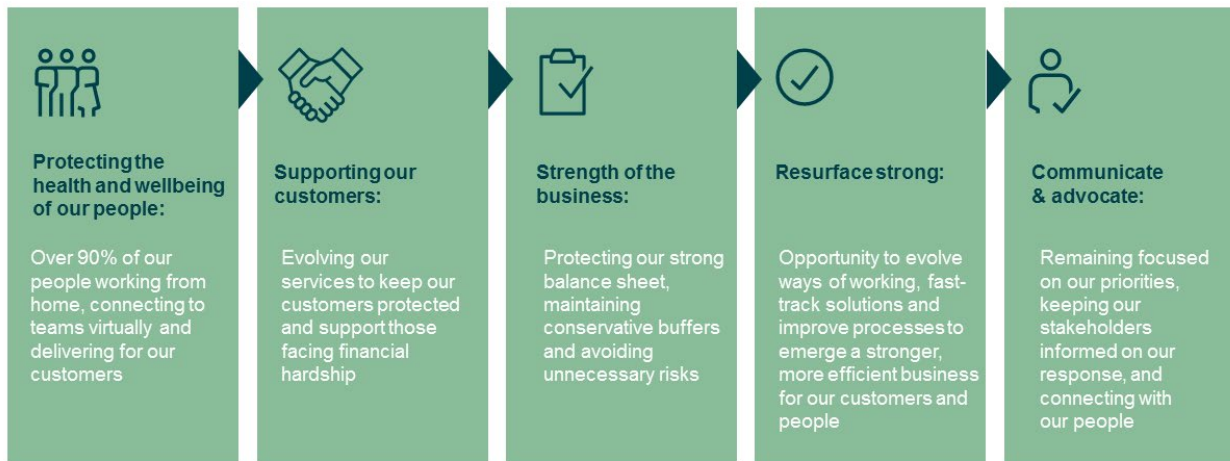 Protecting the
health and wellbeing
of our people:
Over 90% of our
people working from
home, connecting to
teams virtually and
delivering for our
customers
Supporting our
customers:
Evolving our
services to keep our
customers protected
and support those
facing financial
hardship
Strength of the
business:
Protecting our strong
balance sheet,
maintaining
conservative buffers
and avoiding
unnecessary risks
Resurface strong:
Opportunity to evolve
ways of working, fast-
track solutions and
improve processes to
emerge a stronger,
more efficient business
for our customers and
people
Communicate
& advocate:
Remaining focused
on our priorities,
keeping our
stakeholders
informed on our
response, and
connecting with
our people